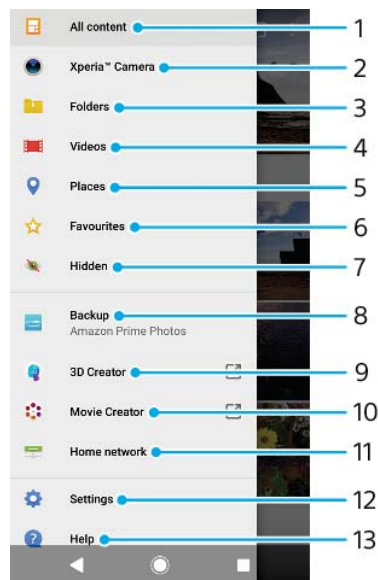 All content 1
Xperia™ Camera 2
Folders 3
Videos 4
Places 5
Favourites 6
Hidden 7
Backup 8
Amazon Prime Photos
3D Creator 9
Movie Creator 10
Home network 11
Settings 12
Help 13